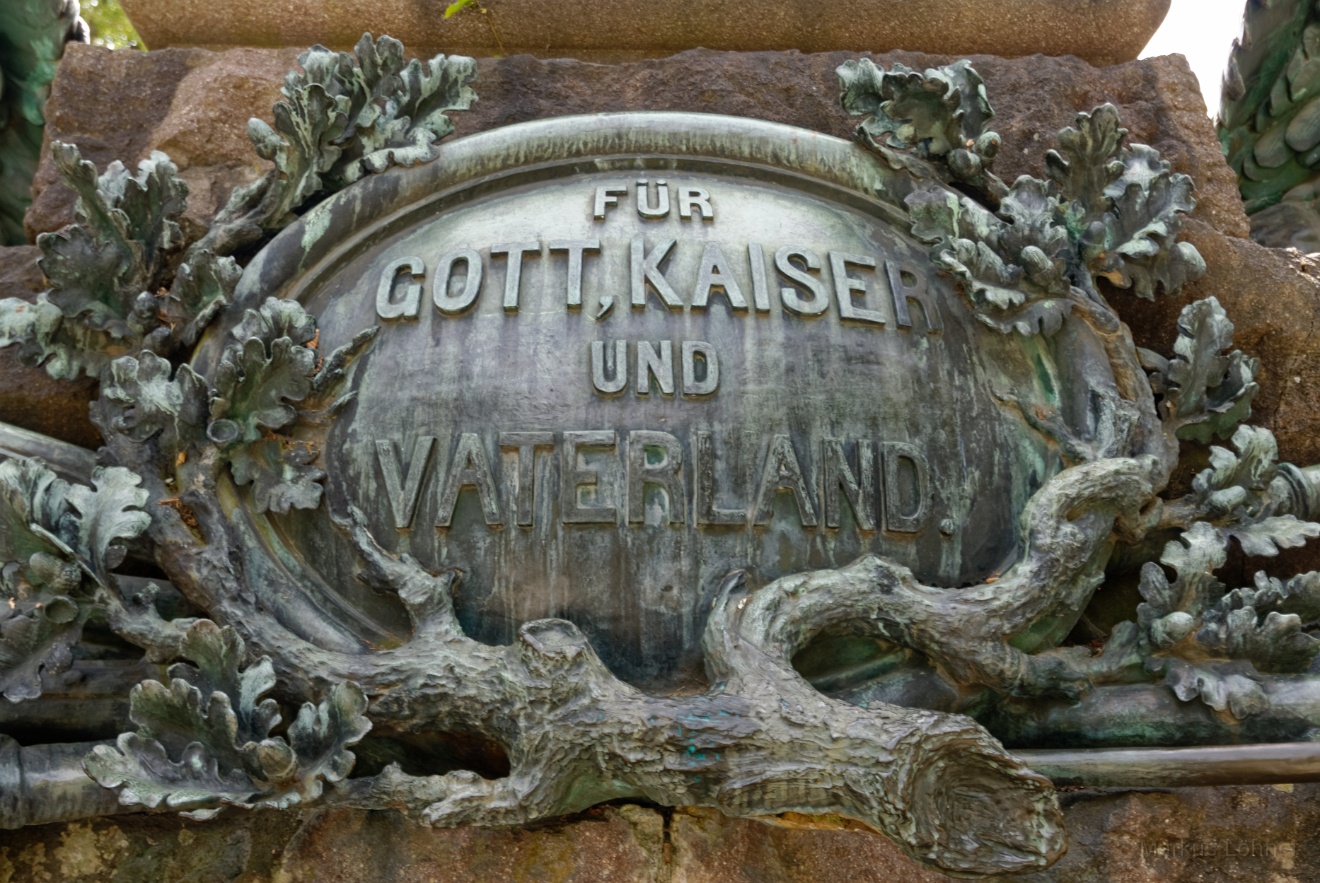 FÜR
GOTT, KAISER
UND
VATERLAND.